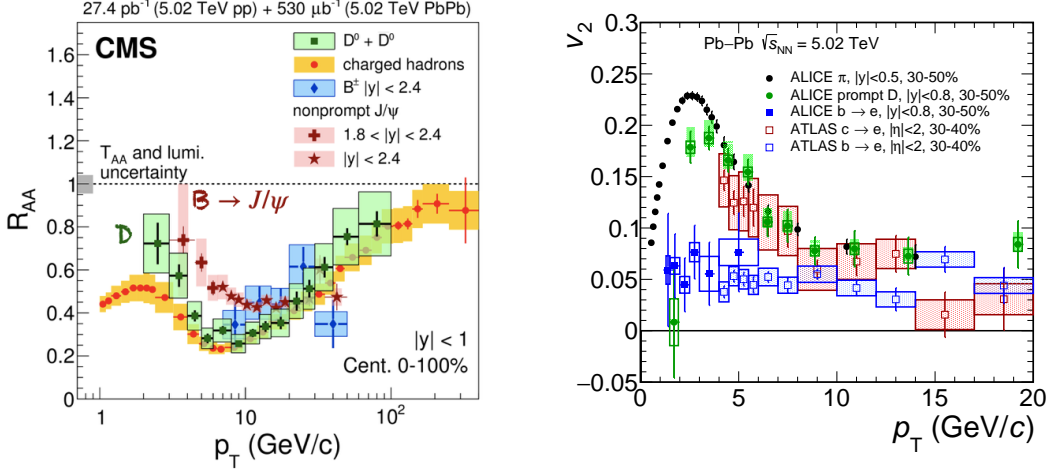 27.4 pb⁻¹ (5.02 TeV pp) + 530 μb⁻¹ (5.02 TeV PbPb)
CMS
D⁰ + D⁰
charged hadrons
B± |y| < 2.4
nonprompt J/ψ
1.8 < |y| < 2.4
|y| < 2.4
T_AA and lumi.
uncertainty
D
B → J/ψ
|y| < 1
Cent. 0-100%
R_AA
1.6
1.4
1.2
1
0.8
0.6
0.4
0.2
0
1
10
10²
p_T (GeV/c)
v₂
Pb−Pb √s_NN = 5.02 TeV
ALICE π, |y|<0.5, 30-50%
ALICE prompt D, |y|<0.8, 30-50%
ALICE b → e, |y|<0.8, 30-50%
ATLAS c → e, |η|<2, 30-40%
ATLAS b → e, |η|<2, 30-40%
0.3
0.25
0.2
0.15
0.1
0.05
0
−0.05
0
5
10
15
20
p_T (GeV/c)